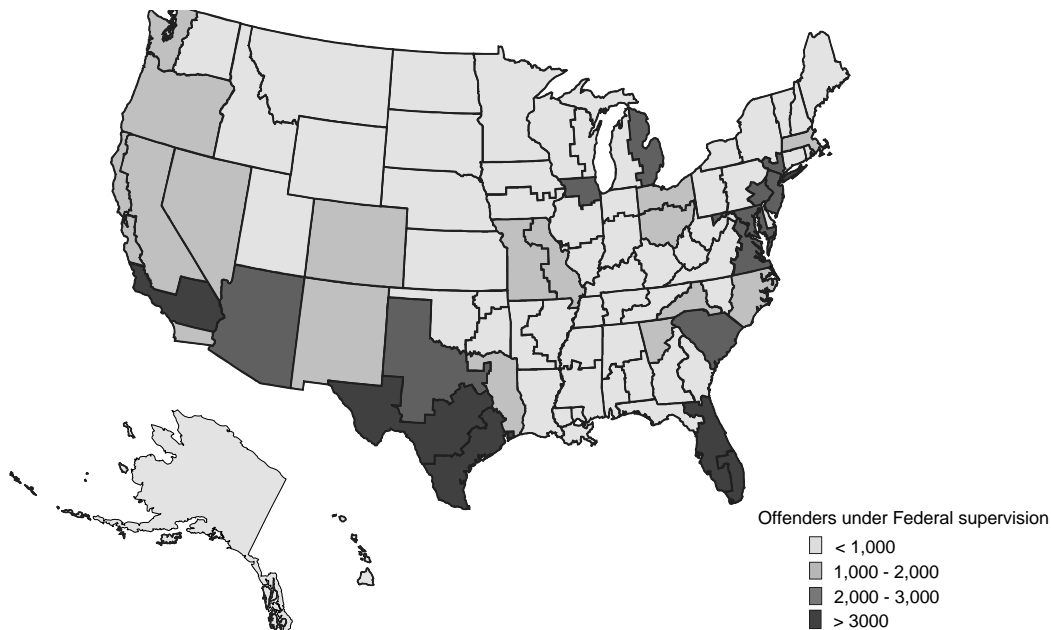 Offenders under Federal supervision
< 1,000
1,000 - 2,000
2,000 - 3,000
> 3000